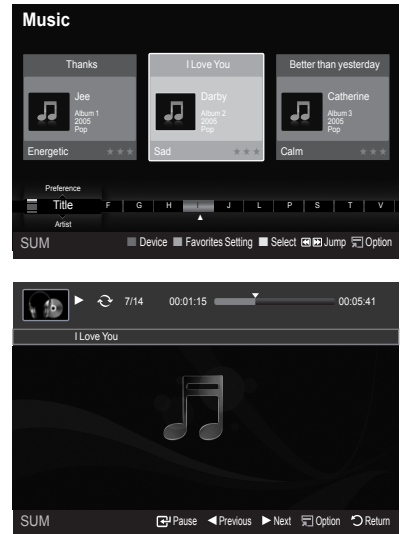 Music
Thanks I Love You Better than yesterday
Jee Darby Catherine
Album 1 Album 2 Album 3
2005 2005 2005
Pop Pop Pop
Energetic ★★★ Sad ★★★ Calm ★★★
Preference
Title F G H I J L P S T V
Artist
SUM Device Favorites Setting Select Jump Option
7/14 00:01:15 00:05:41
I Love You
SUM Pause Previous Next Option Return